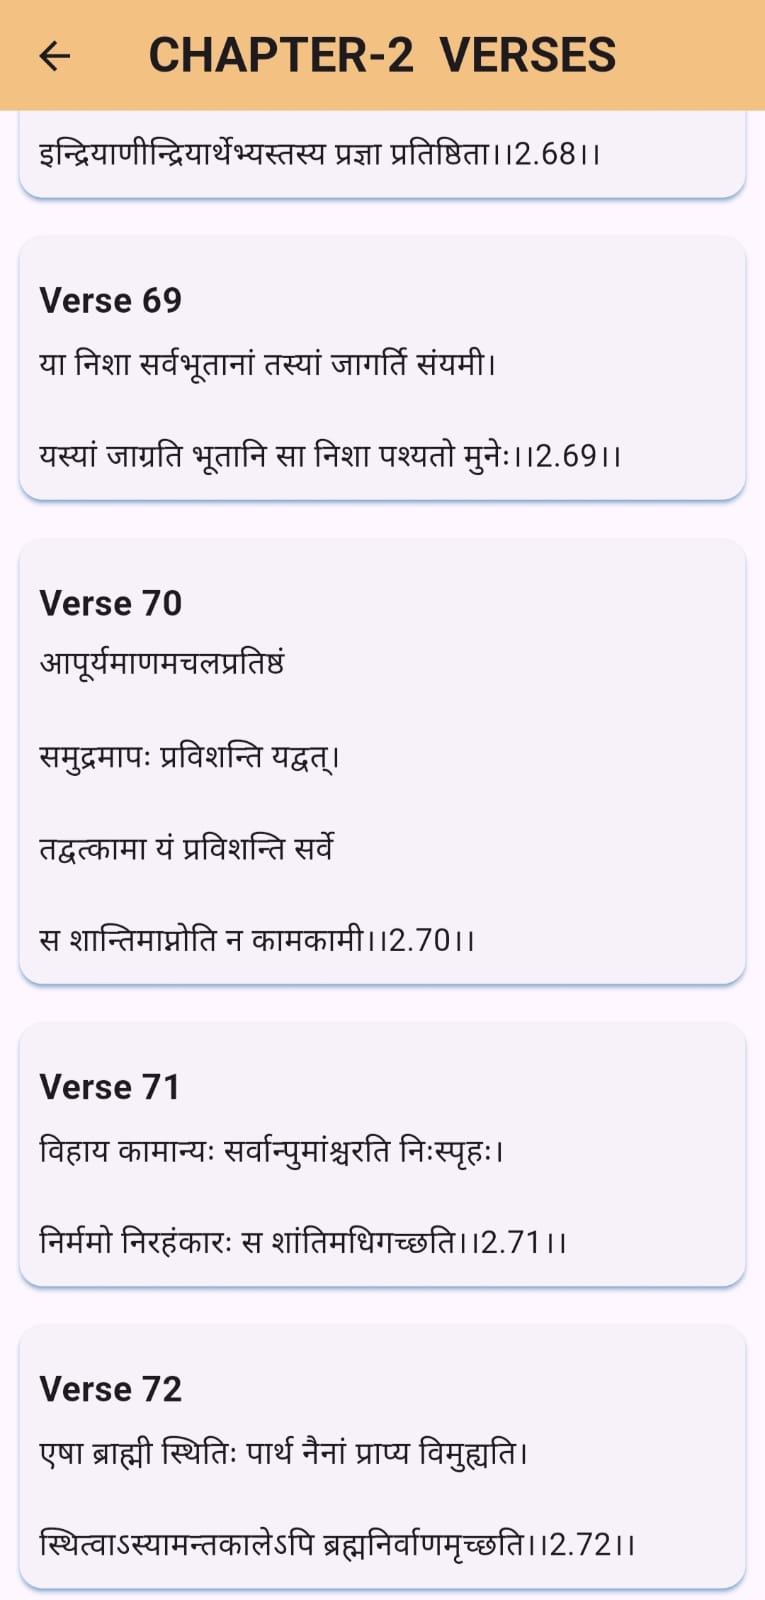 CHAPTER-2 VERSES
इन्द्रियाणीन्द्रियार्थेभ्यस्तस्य प्रज्ञा प्रतिष्ठिता।।2.68।।
Verse 69
या निशा सर्वभूतानां तस्यां जागर्ति संयमी।
यस्यां जाग्रति भूतानि सा निशा पश्यतो मुनेः।।2.69।।
Verse 70
आपूर्यमाणमचलप्रतिष्ठं
समुद्रमापः प्रविशन्ति यद्वत्।
तद्वत्कामा यं प्रविशन्ति सर्वे
स शान्तिमाप्नोति न कामकामी।।2.70।।
Verse 71
विहाय कामान्यः सर्वान्पुमांश्चरति निःस्पृहः।
निर्ममो निरहंकारः स शांतिमधिगच्छति।।2.71।।
Verse 72
एषा ब्राह्मी स्थितिः पार्थ नैनां प्राप्य विमुह्यति।
स्थित्वाऽस्यामन्तकालेऽपि ब्रह्मनिर्वाणमृच्छति।।2.72।।